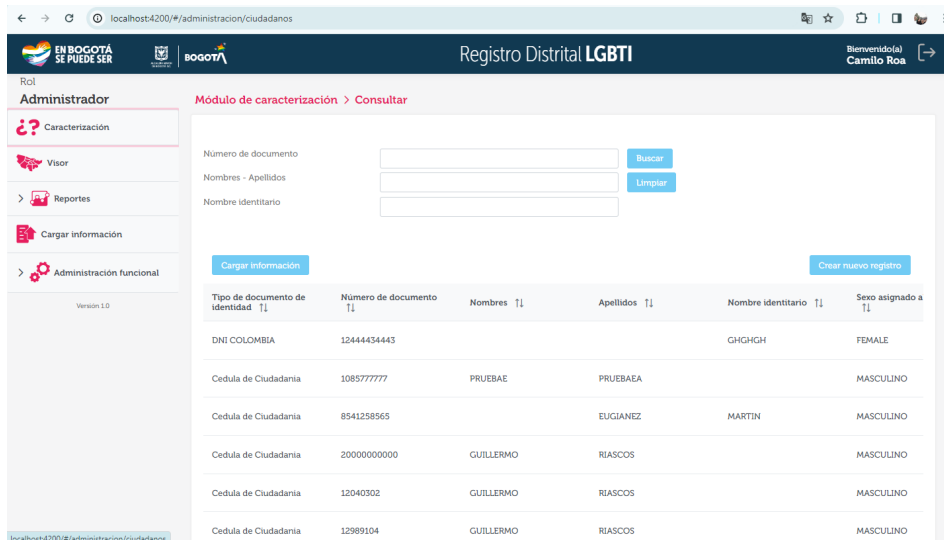 localhost:4200/#/administracion/ciudadanos
EN BOGOTÁ
SE PUEDE SER
BOGOTÁ
Registro Distrital LGBTI
Bienvenido(a)
Camilo Roa
Rol
Administrador
Módulo de caracterización > Consultar
Caracterización
Visor
Reportes
Cargar información
Administración funcional
Versión 1.0
Número de documento
Buscar
Nombres - Apellidos
Limpiar
Nombre identitario
Cargar información
Crear nuevo registro
Tipo de documento de identidad Número de documento Nombres Apellidos Nombre identitario Sexo asignado a
DNI COLOMBIA 12444434443 GHGHGH FEMALE
Cedula de Ciudadania 1085777777 PRUEBAE PRUEBAEA MASCULINO
Cedula de Ciudadania 8541258565 EUGIANEZ MARTIN MASCULINO
Cedula de Ciudadania 20000000000 GUILLERMO RIASCOS MASCULINO
Cedula de Ciudadania 12040302 GUILLERMO RIASCOS MASCULINO
Cedula de Ciudadania 12989104 GUILLERMO RIASCOS MASCULINO
localhost:4200/#/administracion/ciudadanos